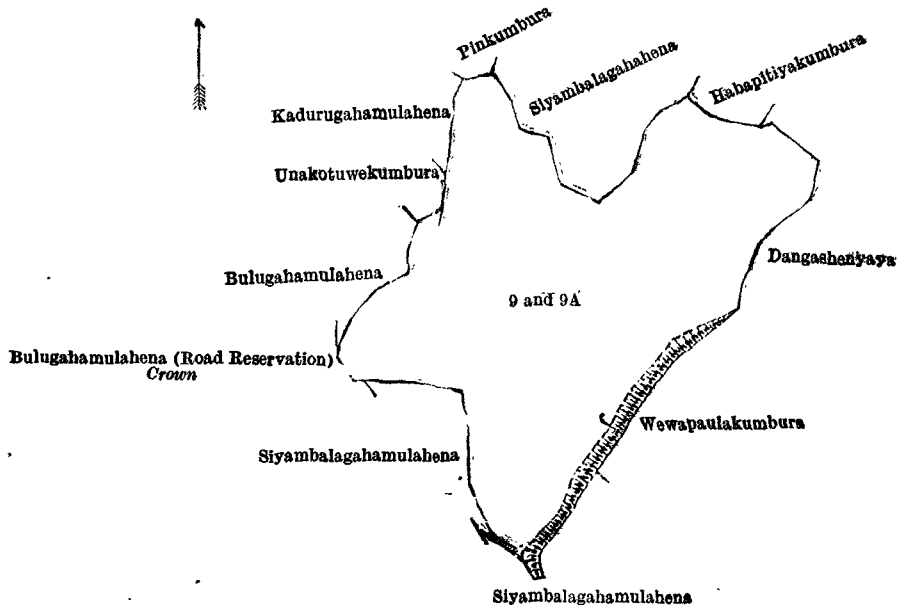 Pinkumbura
Siyambalagahahena
Habapitiyakumbura
Kadurugahamulahena
Unakotuwekumbura
Dangashenyaya
Bulugahamulahena
9 and 9A
Bulugahamulahena (Road Reservation)
Crown
Wewapaulakumbura
Siyambalagahamulahena
Siyambalagahamulahena